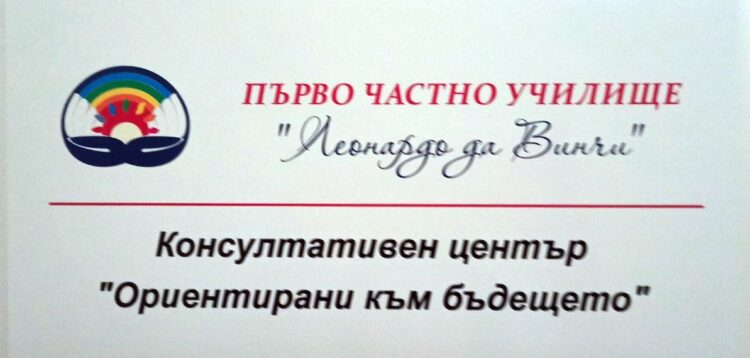 ПЪРВО ЧАСТНО УЧИЛИЩЕ
"Леонардо да Винчи"
Консултативен център
"Ориентирани към бъдещето"